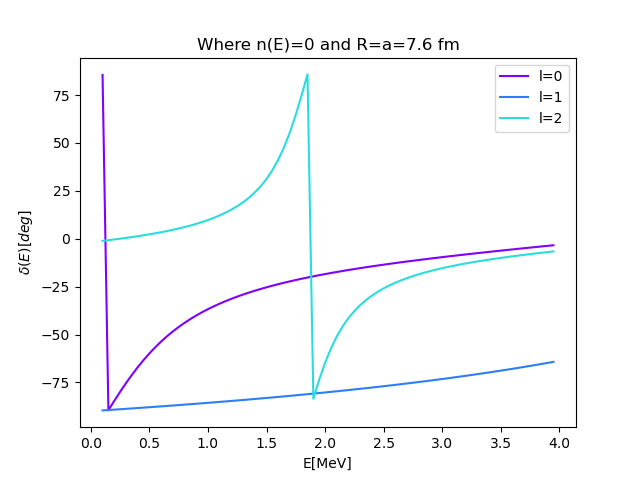 Where n(E)=0 and R=a=7.6 fm
l=0
l=1
l=2
75
50
25
0
−25
−50
−75
δ(E)[deg]
0.0 0.5 1.0 1.5 2.0 2.5 3.0 3.5 4.0
E[MeV]